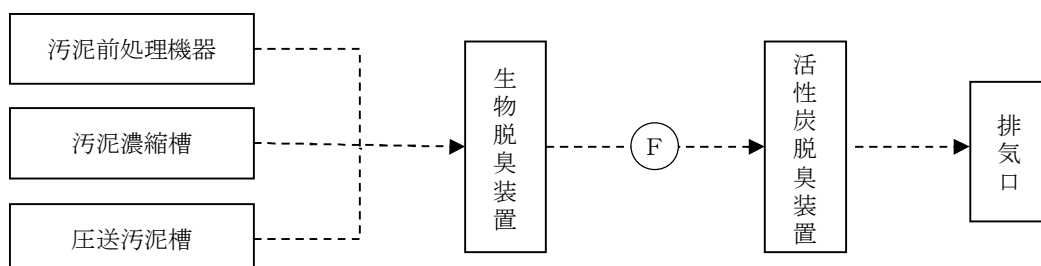 汚泥前処理機器
汚泥濃縮槽
圧送汚泥槽
生物脱臭装置
F
活性炭脱臭装置
排気口